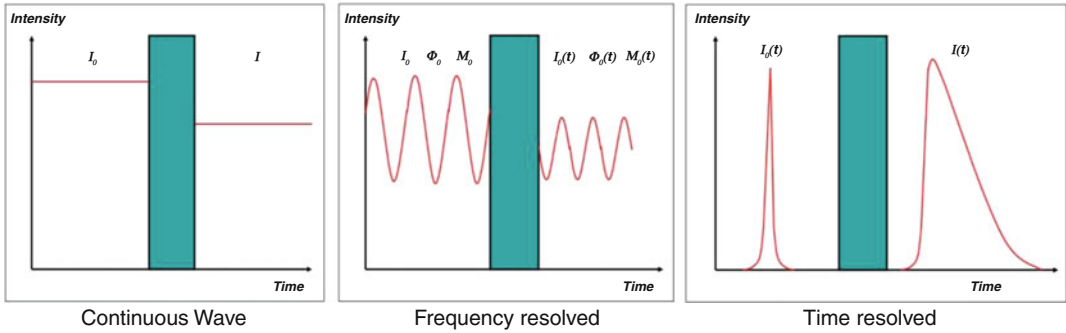 Intensity
I₀ I
Time
Continuous Wave
Intensity
I₀ Φ₀ M₀ I₀(t) Φ₀(t) M₀(t)
Time
Frequency resolved
Intensity
I₀(t) I(t)
Time
Time resolved